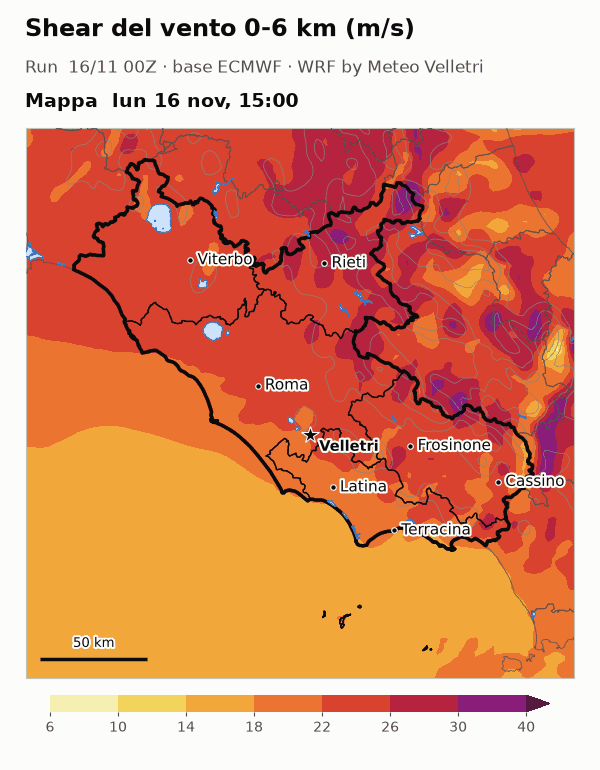 Shear del vento 0-6 km (m/s)
Run  16/11 00Z · base ECMWF · WRF by Meteo Velletri
Mappa  lun 16 nov, 15:00
Viterbo
Rieti
Roma
Velletri
Frosinone
Cassino
Latina
Terracina
50 km
6 10 14 18 22 26 30 40